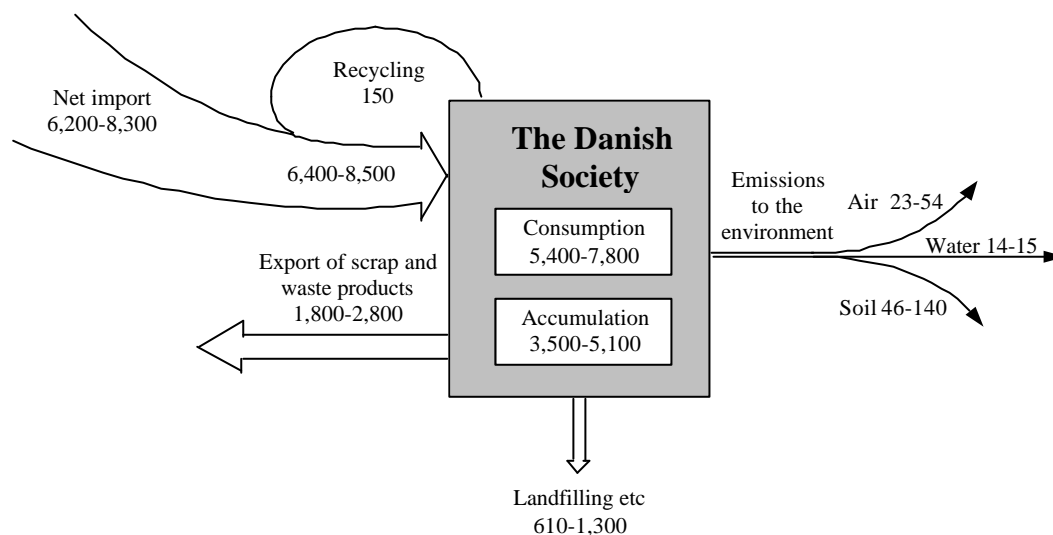 Recycling
150
Net import
6,200-8,300
6,400-8,500
The Danish
Society
Consumption
5,400-7,800
Accumulation
3,500-5,100
Export of scrap and
waste products
1,800-2,800
Emissions
to the
environment
Air 23-54
Water 14-15
Soil 46-140
Landfilling etc
610-1,300